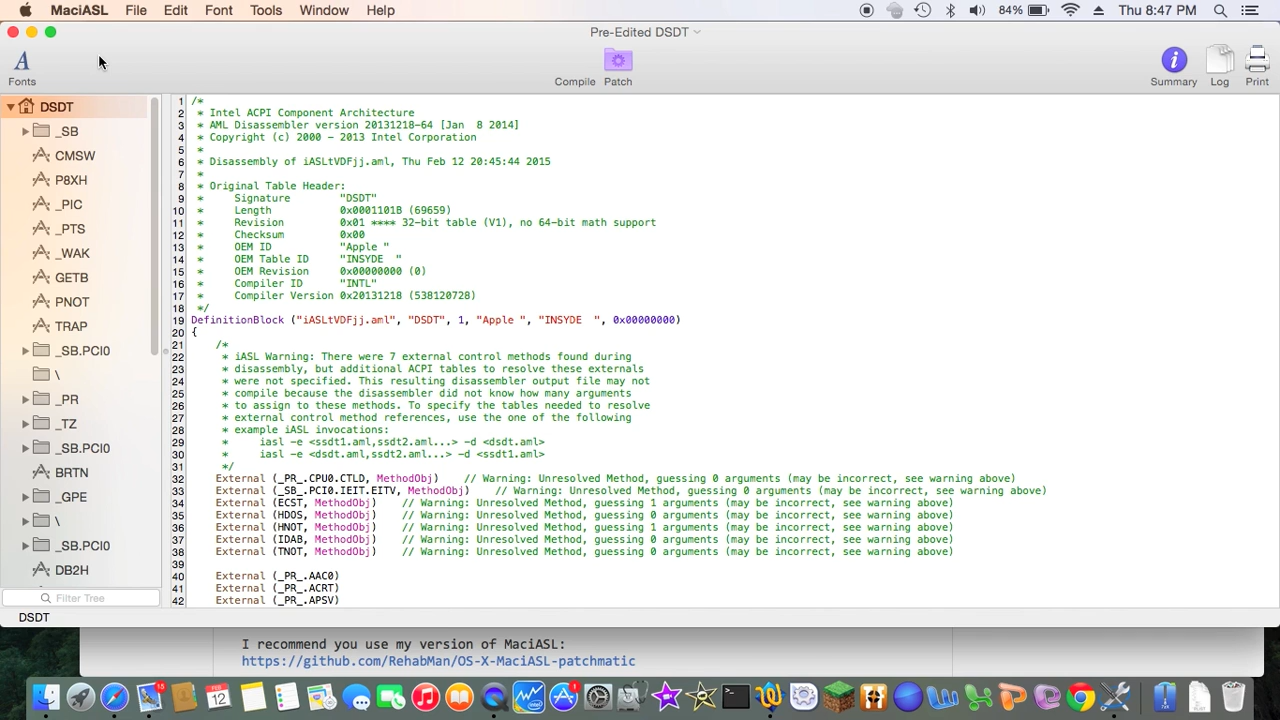 MaciASL File Edit Font Tools Window Help 84% Thu 8:47 PM
Pre-Edited DSDT
A
Fonts Compile Patch Summary Log Print
DSDT
_SB
CMSW
P8XH
_PIC
_PTS
_WAK
GETB
PNOT
TRAP
_SB.PCI0
\
_PR
_TZ
_SB.PCI0
BRTN
_GPE
\
_SB.PCI0
DB2H
Filter Tree
DSDT
1 /*
2 * Intel ACPI Component Architecture
3 * AML Disassembler version 20131218-64 [Jan  8 2014]
4 * Copyright (c) 2000 - 2013 Intel Corporation
5 *
6 * Disassembly of iASLtVDFjj.aml, Thu Feb 12 20:45:44 2015
7 *
8 * Original Table Header:
9 *     Signature        "DSDT"
10 *     Length           0x0001101B (69659)
11 *     Revision         0x01 **** 32-bit table (V1), no 64-bit math support
12 *     Checksum         0x00
13 *     OEM ID           "Apple "
14 *     OEM Table ID     "INSYDE  "
15 *     OEM Revision     0x00000000 (0)
16 *     Compiler ID      "INTL"
17 *     Compiler Version 0x20131218 (538120728)
18 */
19 DefinitionBlock ("iASLtVDFjj.aml", "DSDT", 1, "Apple ", "INSYDE  ", 0x00000000)
20 {
21 /*
22 * iASL Warning: There were 7 external control methods found during
23 * disassembly, but additional ACPI tables to resolve these externals
24 * were not specified. This resulting disassembler output file may not
25 * compile because the disassembler did not know how many arguments
26 * to assign to these methods. To specify the tables needed to resolve
27 * external control method references, use the one of the following
28 * example iASL invocations:
29 *     iasl -e <ssdt1.aml,ssdt2.aml...> -d <dsdt.aml>
30 *     iasl -e <dsdt.aml,ssdt2.aml...> -d <ssdt1.aml>
31 */
32 External (_PR_.CPU0.CTLD, MethodObj)    // Warning: Unresolved Method, guessing 0 arguments (may be incorrect, see warning above)
33 External (_SB_.PCI0.IEIT.EITV, MethodObj)    // Warning: Unresolved Method, guessing 0 arguments (may be incorrect, see warning above)
34 External (ECST, MethodObj)    // Warning: Unresolved Method, guessing 1 arguments (may be incorrect, see warning above)
35 External (HDOS, MethodObj)    // Warning: Unresolved Method, guessing 0 arguments (may be incorrect, see warning above)
36 External (HNOT, MethodObj)    // Warning: Unresolved Method, guessing 1 arguments (may be incorrect, see warning above)
37 External (IDAB, MethodObj)    // Warning: Unresolved Method, guessing 0 arguments (may be incorrect, see warning above)
38 External (TNOT, MethodObj)    // Warning: Unresolved Method, guessing 0 arguments (may be incorrect, see warning above)
39
40 External (_PR_.AAC0)
41 External (_PR_.ACRT)
42 External (_PR_.APSV)
I recommend you use my version of MaciASL:
https://github.com/RehabMan/OS-X-MaciASL-patchmatic